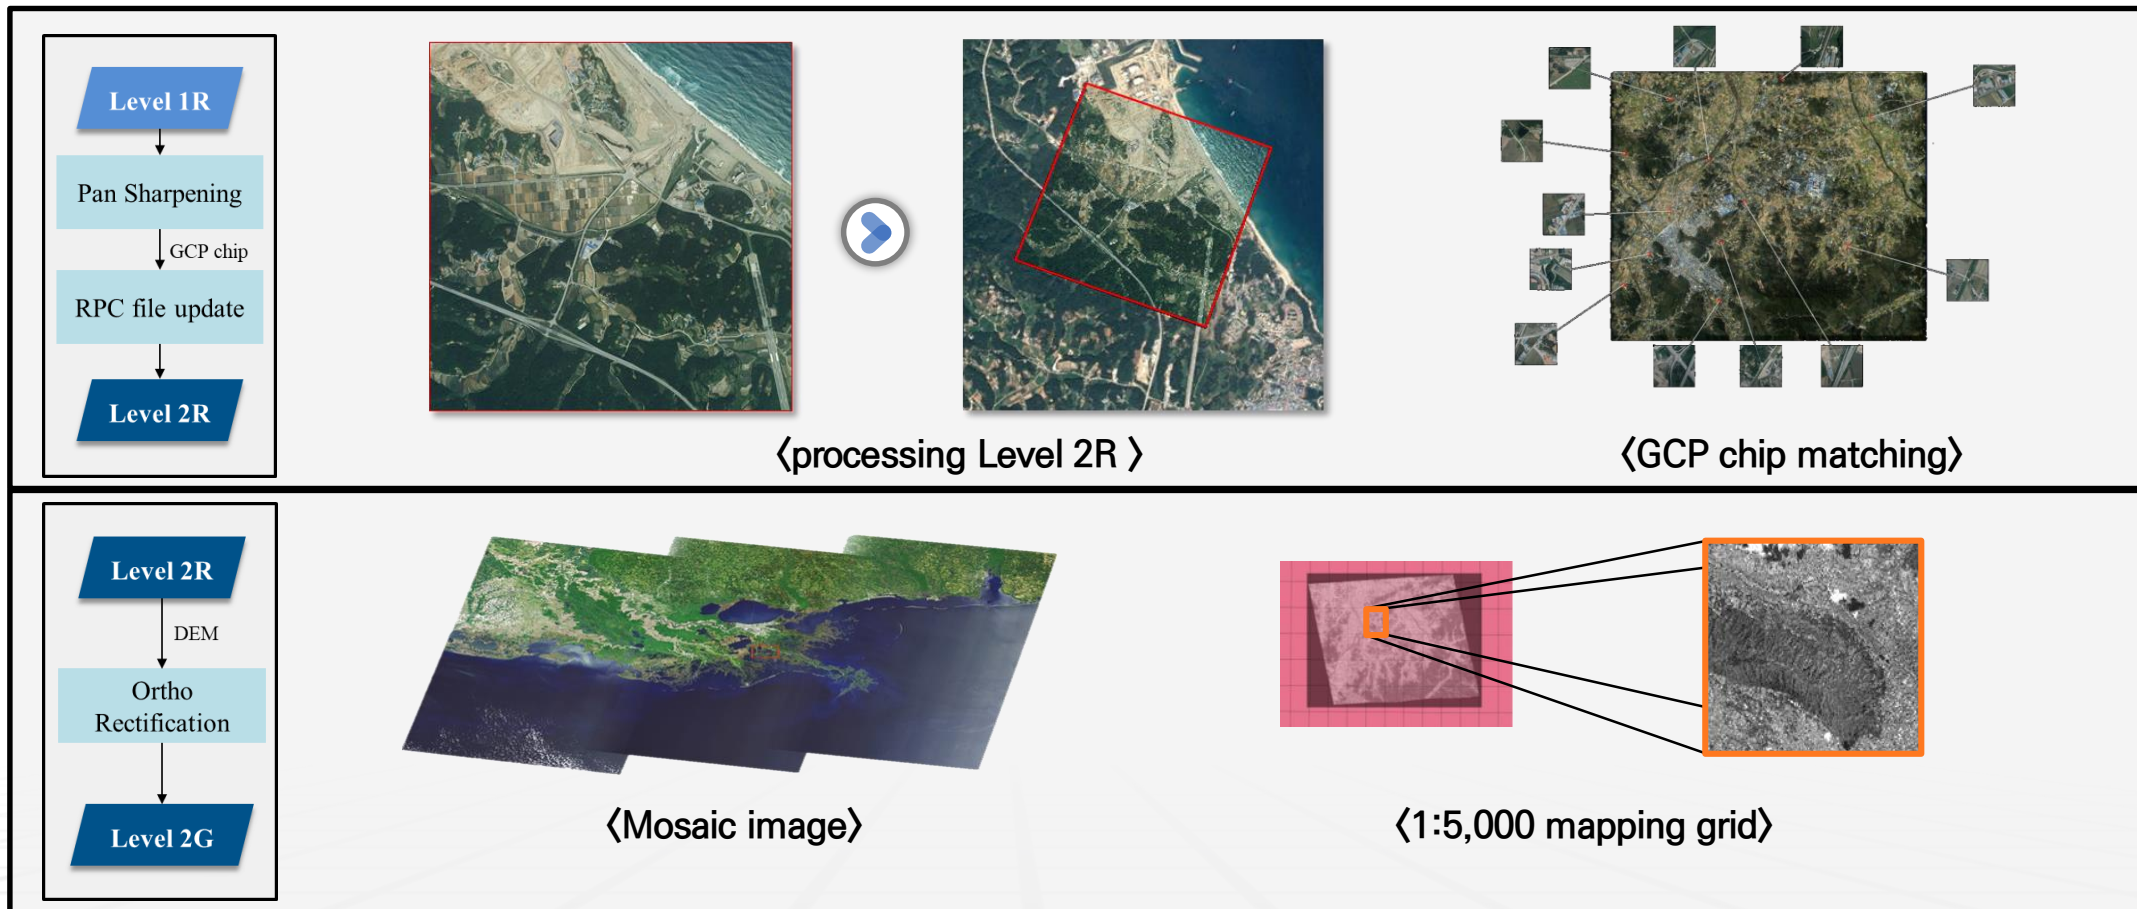 Level 1R
Pan Sharpening
GCP chip
RPC file update
Level 2R
〈processing Level 2R 〉
〈GCP chip matching〉
Level 2R
DEM
Ortho
Rectification
Level 2G
〈Mosaic image〉
〈1:5,000 mapping grid〉